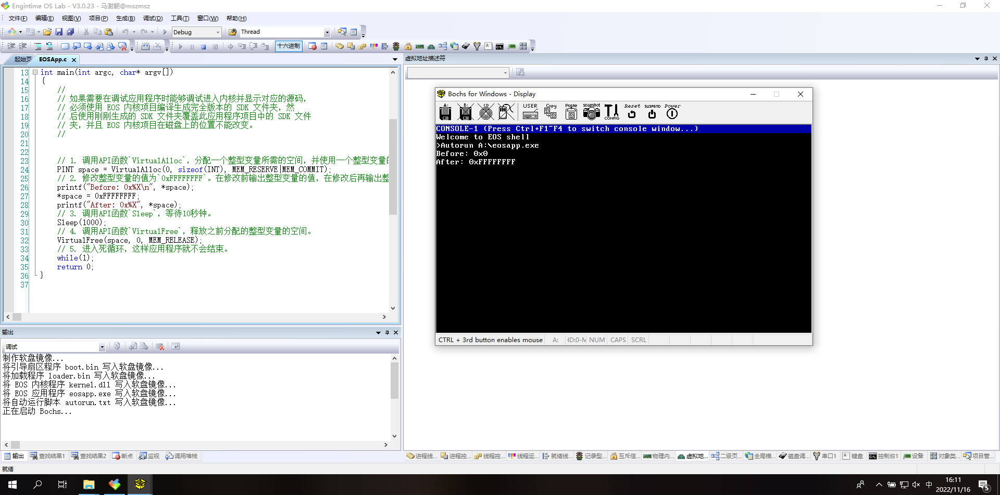 Engintime OS Lab - V3.0.23 - 马澍朝@mszmsz
文件(F) 编辑(E) 视图(V) 项目(P) 生成(B) 调试(D) 工具(T) 窗口(W) 帮助(H)
Debug Thread
十六进制
起始页 EOSApp.c
13 int main(int argc, char* argv[])
14 {
15 //
16 // 如果需要在调试应用程序时能够调试进入内核并显示对应的源码,
17 // 必须使用 EOS 内核项目编译生成完全版本的 SDK 文件夹, 然
18 // 后使用刚刚生成的 SDK 文件夹覆盖此应用程序项目中的 SDK 文件
19 // 夹, 并且 EOS 内核项目在磁盘上的位置不能改变。
20 //
21
22
23 // 1. 调用API函数`VirtualAlloc`, 分配一个整型变量所需的空间, 并使用一个整型变量的
24 PINT space = VirtualAlloc(0, sizeof(INT), MEM_RESERVE|MEM_COMMIT);
25 // 2. 修改整型变量的值为`0xFFFFFFFF`。在修改前输出整型变量的值, 在修改后再输出整
26 printf("Before: 0x%X\n", *space);
27 *space = 0xFFFFFFFF;
28 printf("After: 0x%X", *space);
29 // 3. 调用API函数`Sleep`, 等待10秒钟。
30 Sleep(1000);
31 // 4. 调用API函数`VirtualFree`, 释放之前分配的整型变量的空间。
32 VirtualFree(space, 0, MEM_RELEASE);
33 // 5. 进入死循环, 这样应用程序就不会结束。
34 while(1);
35 return 0;
36 }
37
输出
调试
制作软盘镜像...
将引导扇区程序 boot.bin 写入软盘镜像...
将加载程序 loader.bin 写入软盘镜像...
将 EOS 内核程序 kernel.dll 写入软盘镜像...
将 EOS 应用程序 eosapp.exe 写入软盘镜像...
将自动运行脚本 autorun.txt 写入软盘镜像...
正在启动 Bochs...
输出 查找结果1 查找结果2 断点 监视 调用堆栈
就绪
虚拟地址描述符
Bochs for Windows - Display
A: B: CD USER Copy Paste snapshot CONFIG Reset SUSPEND Power
CONSOLE-1 (Press Ctrl+F1~F4 to switch console window...)
Welcome to EOS shell
>Autorun A:\eosapp.exe
Before: 0x0
After: 0xFFFFFFFF
CTRL + 3rd button enables mouse A: HD:0-M NUM CAPS SCRL
进程线... 进程控... 线程控... 线程运... 就绪线... 记录型... 互斥信... 物理内... 虚拟地... 二级页... 全局描... 磁盘调... 串口1 键盘 控制台1 设备 对象类... 项目管...
中
16:11
2022/11/16
5